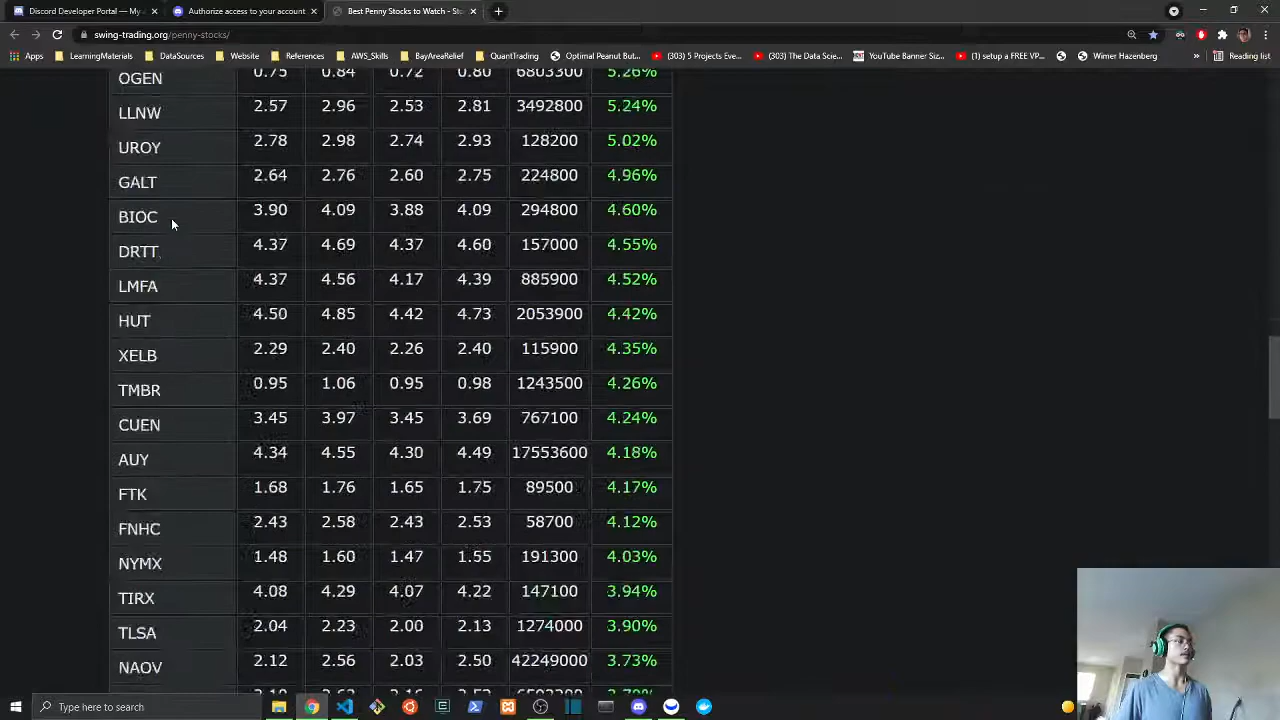 Discord Developer Portal — My A
Authorize access to your account
Best Penny Stocks to Watch - Sto
swing-trading.org/penny-stocks/
Apps LearningMaterials DataSources Website References AWS_Skills BayAreaRelief QuantTrading Optimal Peanut But... (303) 5 Projects Eve... (303) The Data Scie... YouTube Banner Siz... (1) setup a FREE VP... Wimer Hazenberg » Reading list
OGEN 0.75 0.84 0.72 0.80 6803300 5.26%
LLNW 2.57 2.96 2.53 2.81 3492800 5.24%
UROY 2.78 2.98 2.74 2.93 128200 5.02%
GALT 2.64 2.76 2.60 2.75 224800 4.96%
BIOC 3.90 4.09 3.88 4.09 294800 4.60%
DRTT 4.37 4.69 4.37 4.60 157000 4.55%
LMFA 4.37 4.56 4.17 4.39 885900 4.52%
HUT 4.50 4.85 4.42 4.73 2053900 4.42%
XELB 2.29 2.40 2.26 2.40 115900 4.35%
TMBR 0.95 1.06 0.95 0.98 1243500 4.26%
CUEN 3.45 3.97 3.45 3.69 767100 4.24%
AUY 4.34 4.55 4.30 4.49 17553600 4.18%
FTK 1.68 1.76 1.65 1.75 89500 4.17%
FNHC 2.43 2.58 2.43 2.53 58700 4.12%
NYMX 1.48 1.60 1.47 1.55 191300 4.03%
TIRX 4.08 4.29 4.07 4.22 147100 3.94%
TLSA 2.04 2.23 2.00 2.13 1274000 3.90%
NAOV 2.12 2.56 2.03 2.50 42249000 3.73%
Type here to search